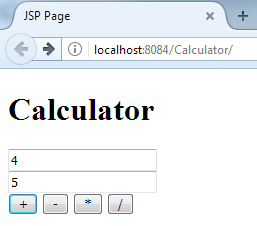 JSP Page
localhost:8084/Calculator/
Calculator
4
5
+ - * /